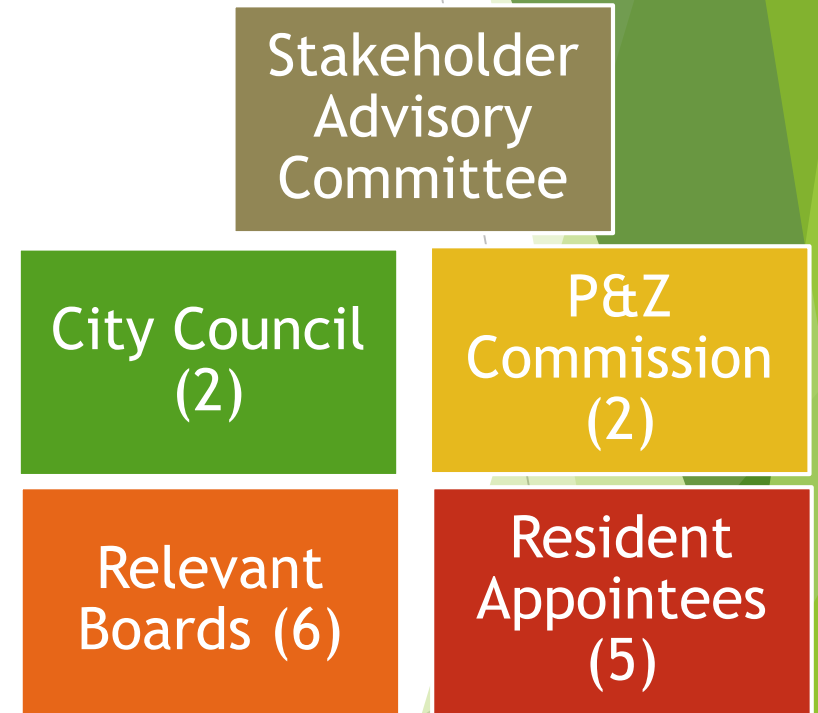 Stakeholder
Advisory
Committee
City Council
(2)
P&Z
Commission
(2)
Relevant
Boards (6)
Resident
Appointees
(5)